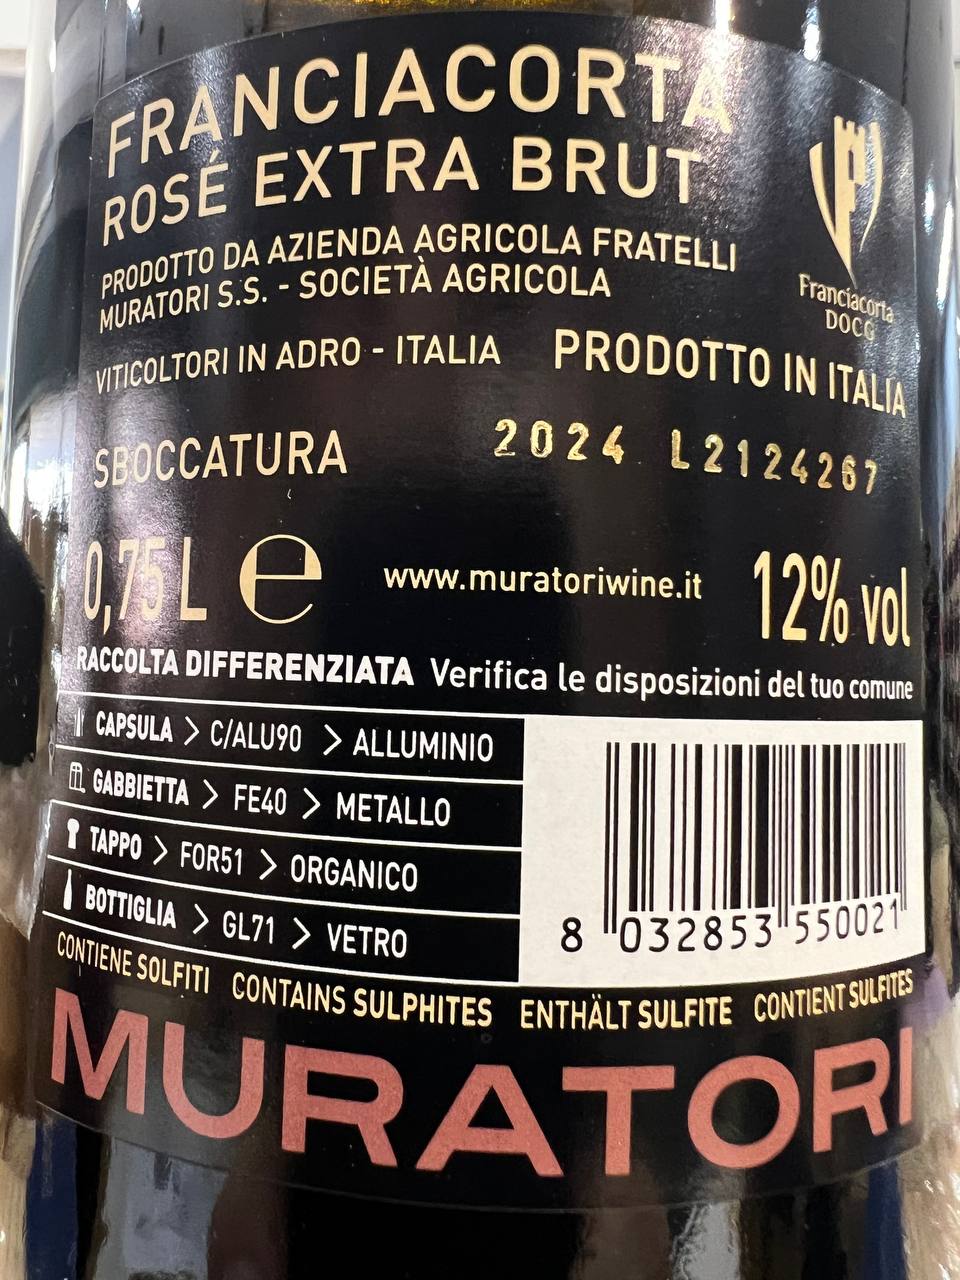 FRANCIACORTA
ROSÉ EXTRA BRUT
PRODOTTO DA AZIENDA AGRICOLA FRATELLI
MURATORI S.S. - SOCIETÀ AGRICOLA
Franciacorta
DOCG
VITICOLTORI IN ADRO - ITALIA PRODOTTO IN ITALIA
SBOCCATURA 2024 L2124267
0,75 L e www.muratoriwine.it 12% vol
RACCOLTA DIFFERENZIATA Verifica le disposizioni del tuo comune
CAPSULA > C/ALU90 > ALLUMINIO
GABBIETTA > FE40 > METALLO
TAPPO > FOR51 > ORGANICO
BOTTIGLIA > GL71 > VETRO
8 032853 550021
CONTIENE SOLFITI CONTAINS SULPHITES ENTHÄLT SULFITE CONTIENT SULFITES
MURATORI